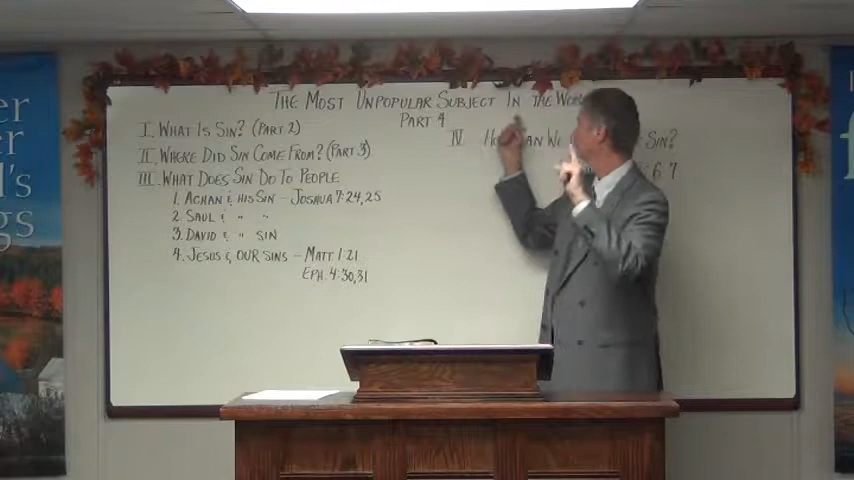 The Most Unpopular Subject In the
Part 4
I. What Is Sin? (Part 2)
II. Where Did Sin Come From? (Part 3)
III. What Does Sin Do To People
1. Achan & His Sin - Joshua 7:24,25
2. Saul & " "
3. David & " Sin
4. Jesus & Our Sins - Matt. 1:21
Eph. 4:30,31
IV We Sin?